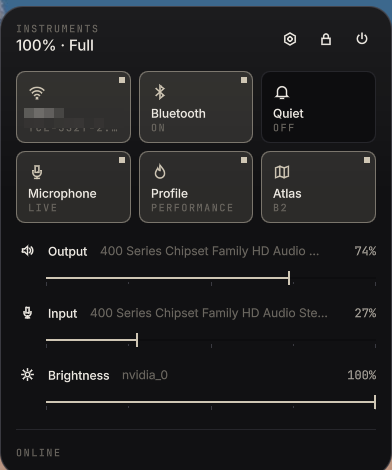 INSTRUMENTS
100% · Full
Bluetooth
ON
Quiet
OFF
Microphone
LIVE
Profile
PERFORMANCE
Atlas
B2
Output 400 Series Chipset Family HD Audio ... 74%
Input 400 Series Chipset Family HD Audio Ste... 27%
Brightness nvidia_0 100%
ONLINE